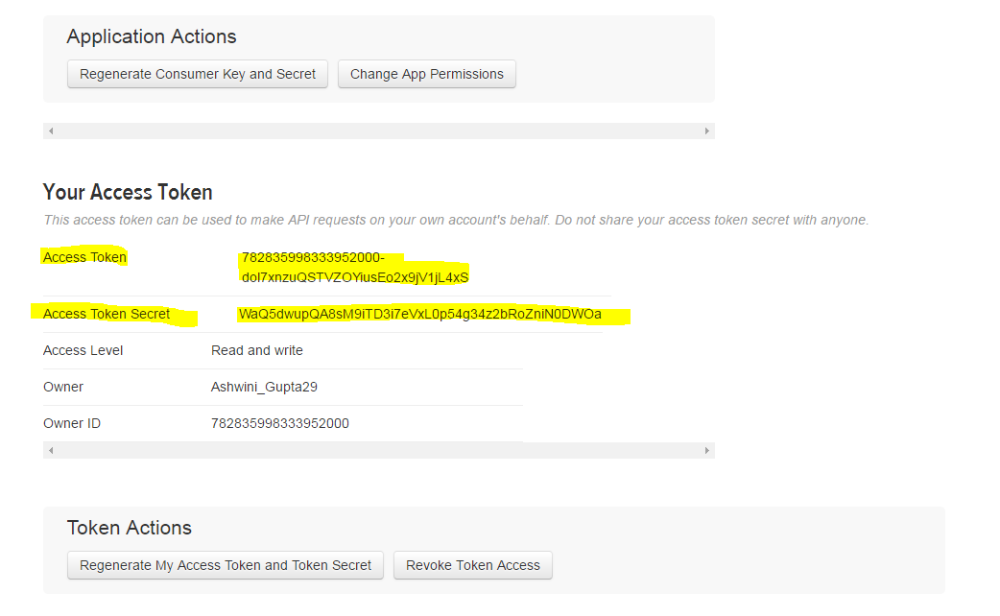 Application Actions
Regenerate Consumer Key and Secret Change App Permissions
Your Access Token
This access token can be used to make API requests on your own account's behalf. Do not share your access token secret with anyone.
Access Token 782835998333952000-
dol7xnzuQSTVZOYiusEo2x9jV1jL4xS
Access Token Secret WaQ5dwupQA8sM9iTD3i7eVxL0p54g34z2bRoZniN0DWOa
Access Level Read and write
Owner Ashwini_Gupta29
Owner ID 782835998333952000
Token Actions
Regenerate My Access Token and Token Secret Revoke Token Access